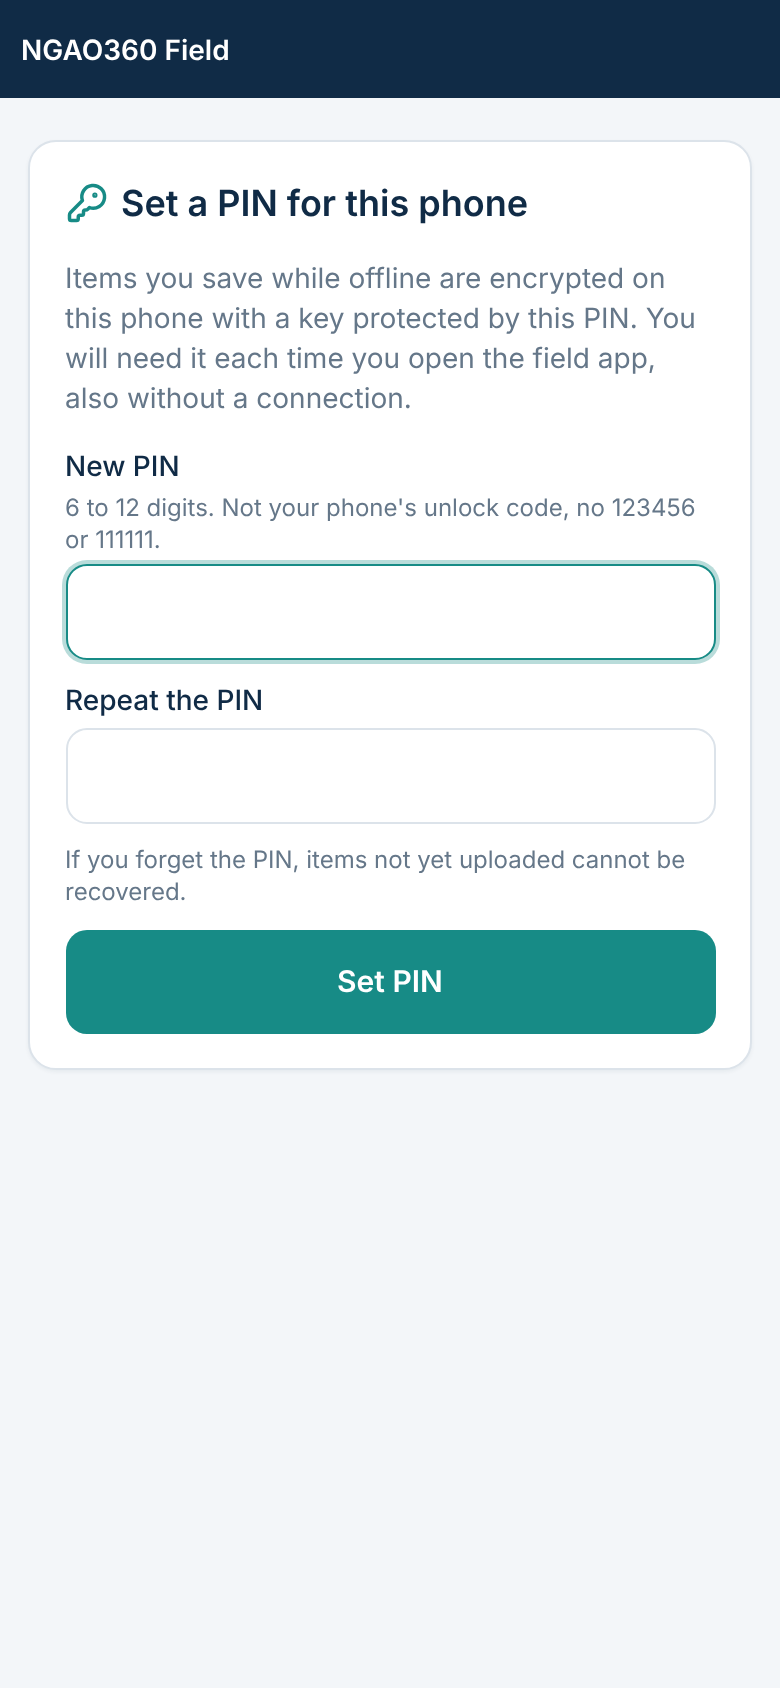 NGAO360 Field
Set a PIN for this phone
Items you save while offline are encrypted on
this phone with a key protected by this PIN. You
will need it each time you open the field app,
also without a connection.
New PIN
6 to 12 digits. Not your phone's unlock code, no 123456
or 111111.
Repeat the PIN
If you forget the PIN, items not yet uploaded cannot be
recovered.
Set PIN